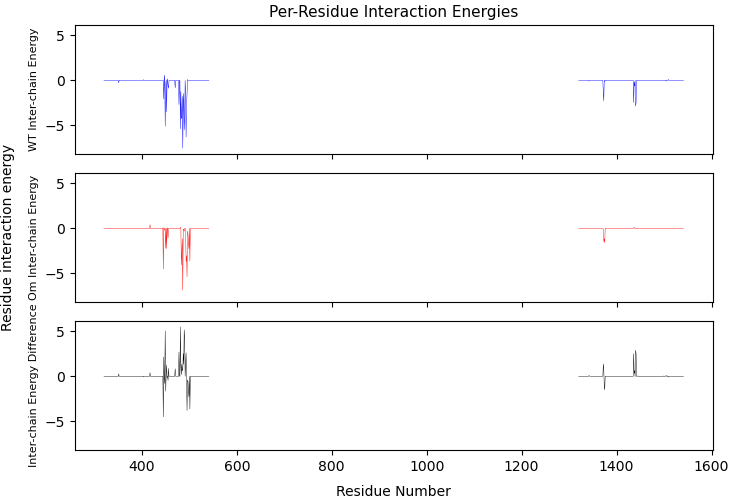 Per-Residue Interaction Energies
Residue interaction energy
WT Inter-chain Energy
5
0
−5
Om Inter-chain Energy
5
0
−5
Inter-chain Energy Difference
5
0
−5
400
600
800
1000
1200
1400
1600
Residue Number